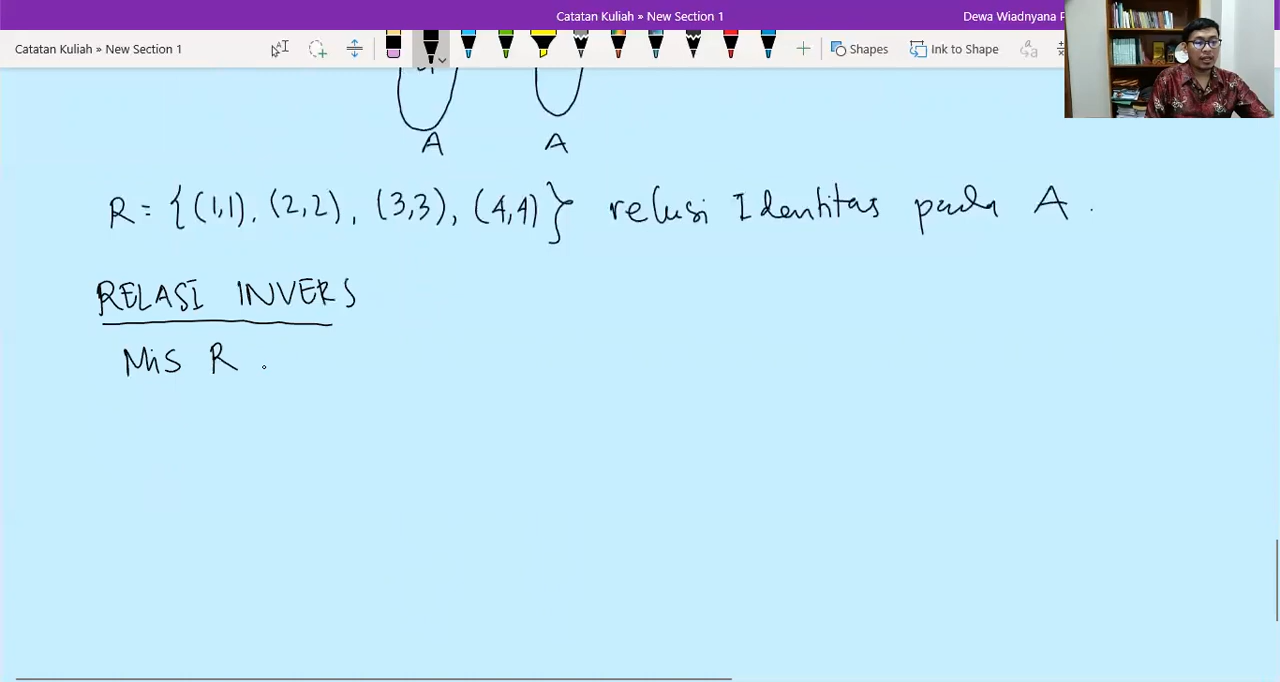 Catatan Kuliah » New Section 1
Dewa Wiadnyana
Catatan Kuliah » New Section 1
Shapes
Ink to Shape
A A
R = {(1,1), (2,2), (3,3), (4,4)} relasi Identitas pada A.
RELASI INVERS
Mis R .